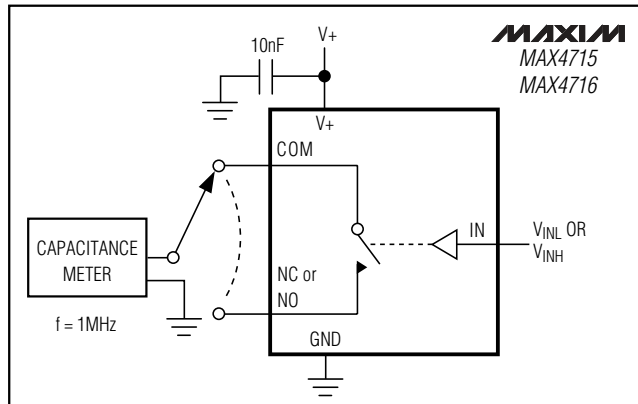 MAXIM
MAX4715
MAX4716
V+
10nF
V+
COM
IN
VINL OR
VINH
CAPACITANCE
METER
NC or
NO
f = 1MHz
GND